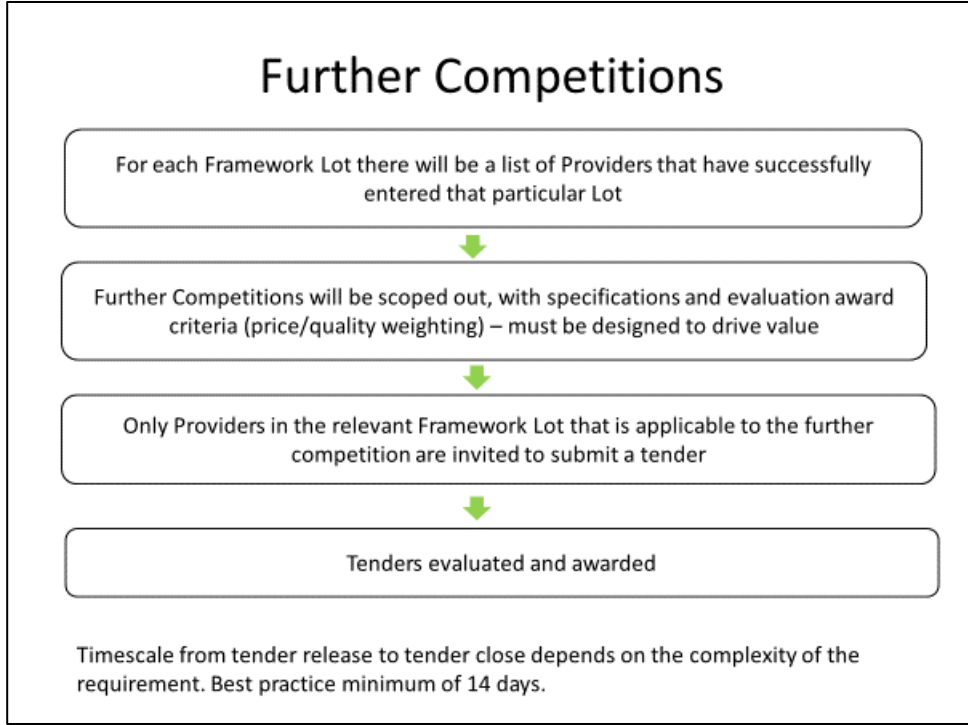 Further Competitions
For each Framework Lot there will be a list of Providers that have successfully
entered that particular Lot
Further Competitions will be scoped out, with specifications and evaluation award
criteria (price/quality weighting) – must be designed to drive value
Only Providers in the relevant Framework Lot that is applicable to the further
competition are invited to submit a tender
Tenders evaluated and awarded
Timescale from tender release to tender close depends on the complexity of the
requirement. Best practice minimum of 14 days.